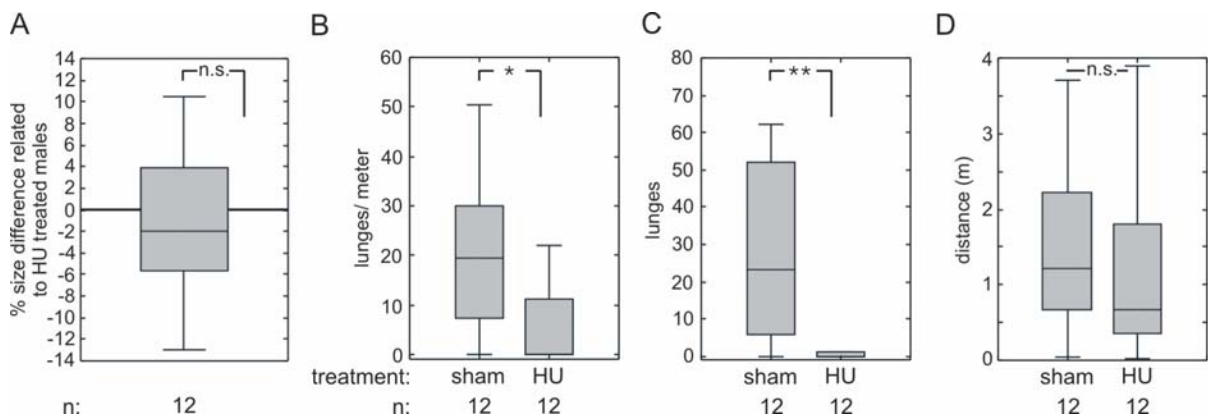 A
% size difference related
to HU treated males
14
12
10
8
6
4
2
0
-2
-4
-6
-8
-10
-12
-14
n.s.
n: 12
B
lunges/ meter
60
50
40
30
20
10
0
*
treatment: sham HU
n: 12 12
C
lunges
80
70
60
50
40
30
20
10
0
**
sham HU
12 12
D
distance (m)
4
3
2
1
0
n.s.
sham HU
12 12